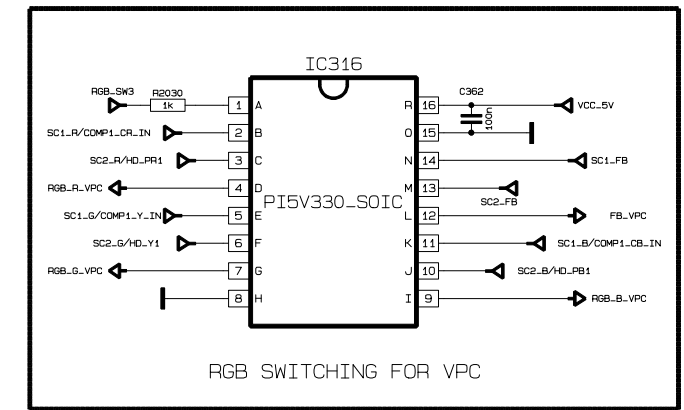 IC316
RGB_SW3 R2030 1k 1 A R 16 C362 100n VCC_5V
SC1_R/COMP1_CR_IN 2 B O 15
SC2_R/HD_PR1 3 C N 14 SC1_FB
RGB_R_VPC 4 D M 13 SC2_FB
PI5V330_SOIC
SC1_G/COMP1_Y_IN 5 E L 12 FB_VPC
SC2_G/HD_Y1 6 F K 11 SC1_B/COMP1_CB_IN
RGB_G_VPC 7 G J 10 SC2_B/HD_PB1
8 H I 9 RGB_B_VPC
RGB SWITCHING FOR VPC